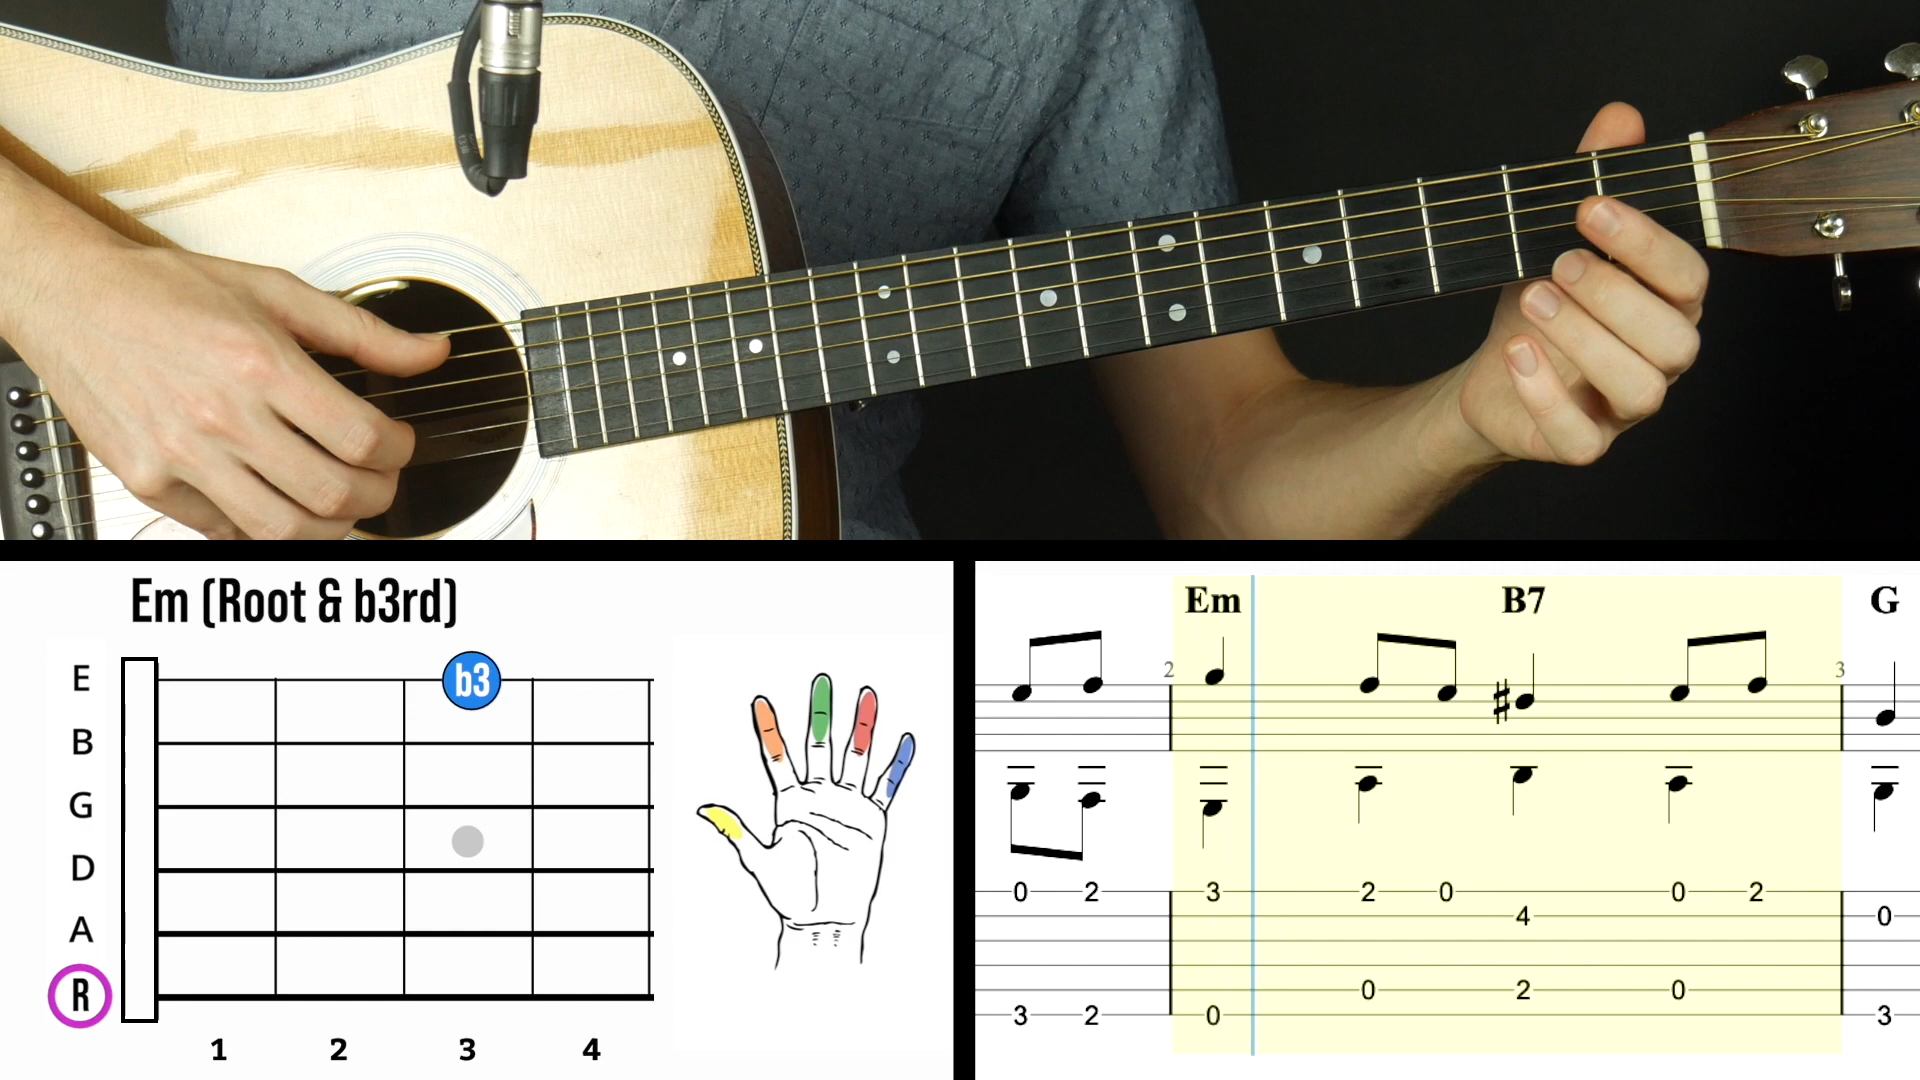 Em (Root & b3rd)
E
b3
B
G
D
A
R
1 2 3 4
Em B7 G
2 3
0 2 3 2 0 0 2
4 0
0 2 0
3 2 0 3